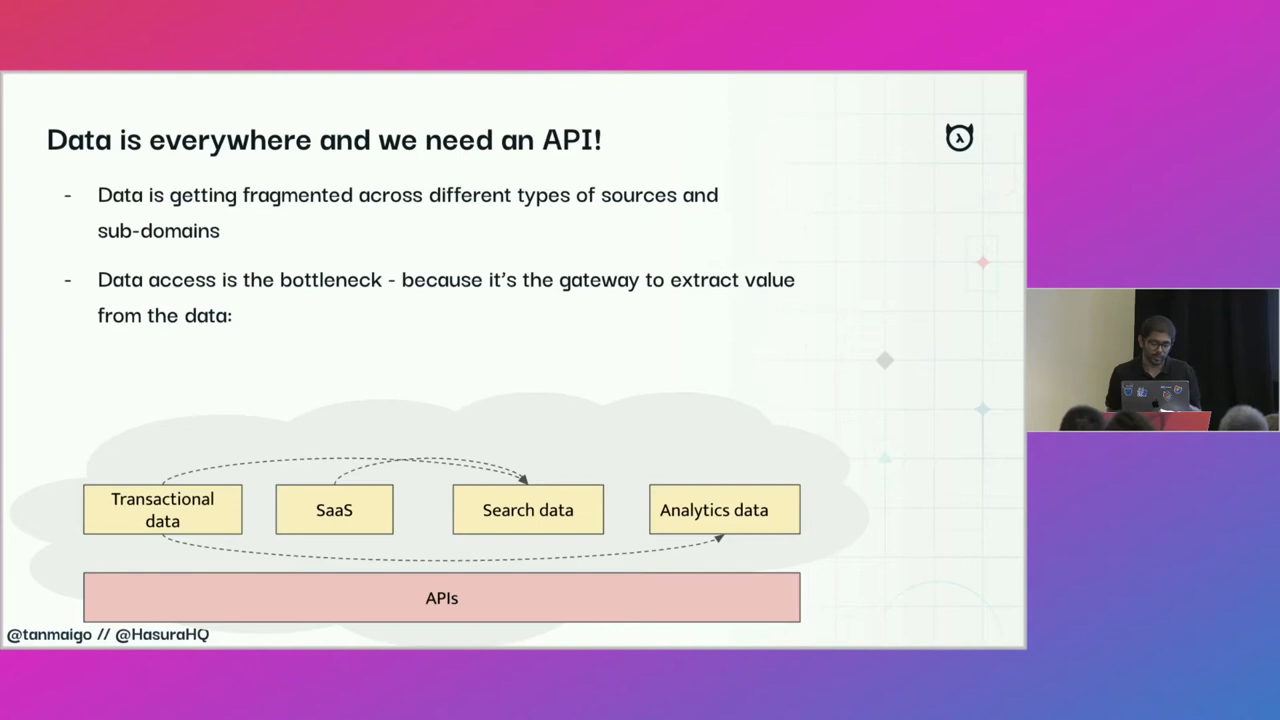 Data is everywhere and we need an API!
- Data is getting fragmented across different types of sources and
sub-domains
- Data access is the bottleneck - because it's the gateway to extract value
from the data:
Transactional
data
SaaS
Search data
Analytics data
APIs
@tanmaigo // @HasuraHQ